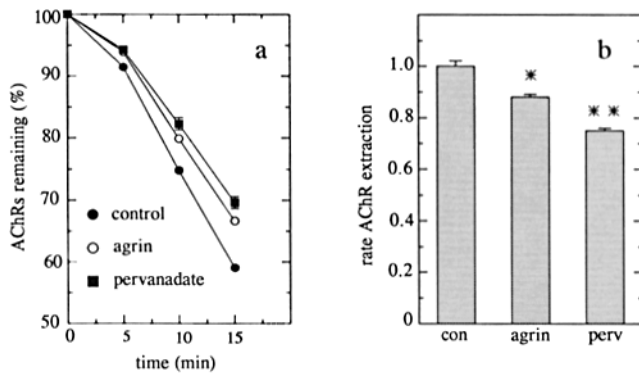 a
100
90
80
70
60
50
AChRs remaining (%)
control
agrin
pervanadate
0 5 10 15
time (min)
b
1.0
0.8
0.6
0.4
0.2
0
rate AChR extraction
* **
con agrin perv